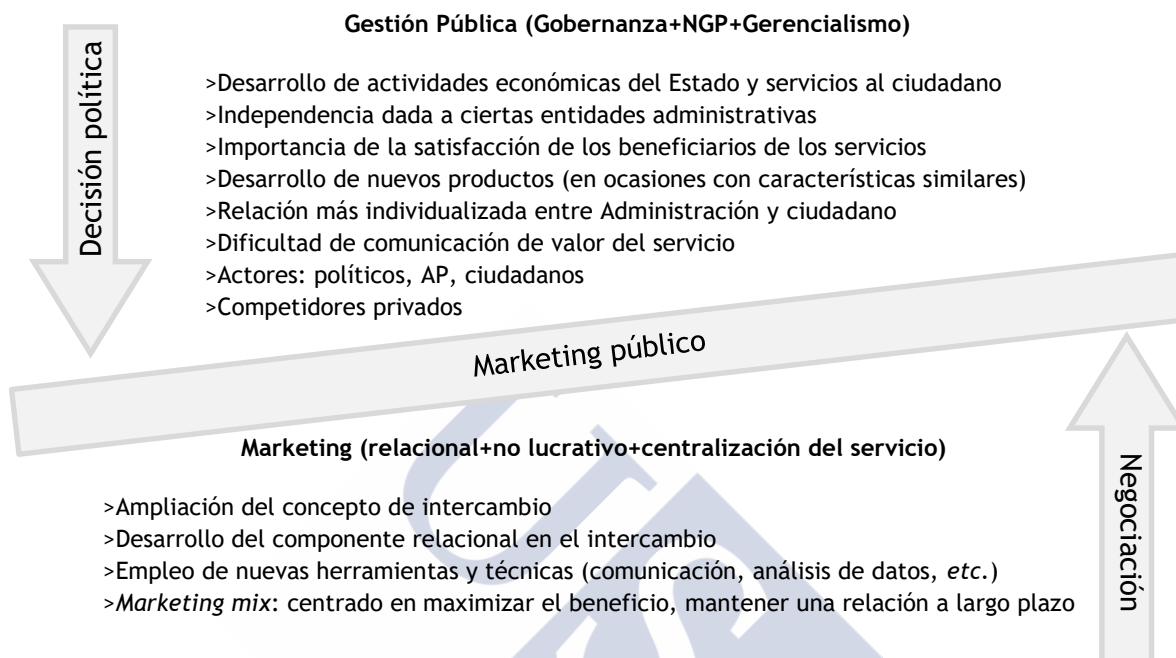 Gestión Pública (Gobernanza+NGP+Gerencialismo)
Decisión política
>Desarrollo de actividades económicas del Estado y servicios al ciudadano
>Independencia dada a ciertas entidades administrativas
>Importancia de la satisfacción de los beneficiarios de los servicios
>Desarrollo de nuevos productos (en ocasiones con características similares)
>Relación más individualizada entre Administración y ciudadano
>Dificultad de comunicación de valor del servicio
>Actores: políticos, AP, ciudadanos
>Competidores privados
Marketing público
Marketing (relacional+no lucrativo+centralización del servicio)
>Ampliación del concepto de intercambio
>Desarrollo del componente relacional en el intercambio
>Empleo de nuevas herramientas y técnicas (comunicación, análisis de datos, etc.)
>Marketing mix: centrado en maximizar el beneficio, mantener una relación a largo plazo
Negociación